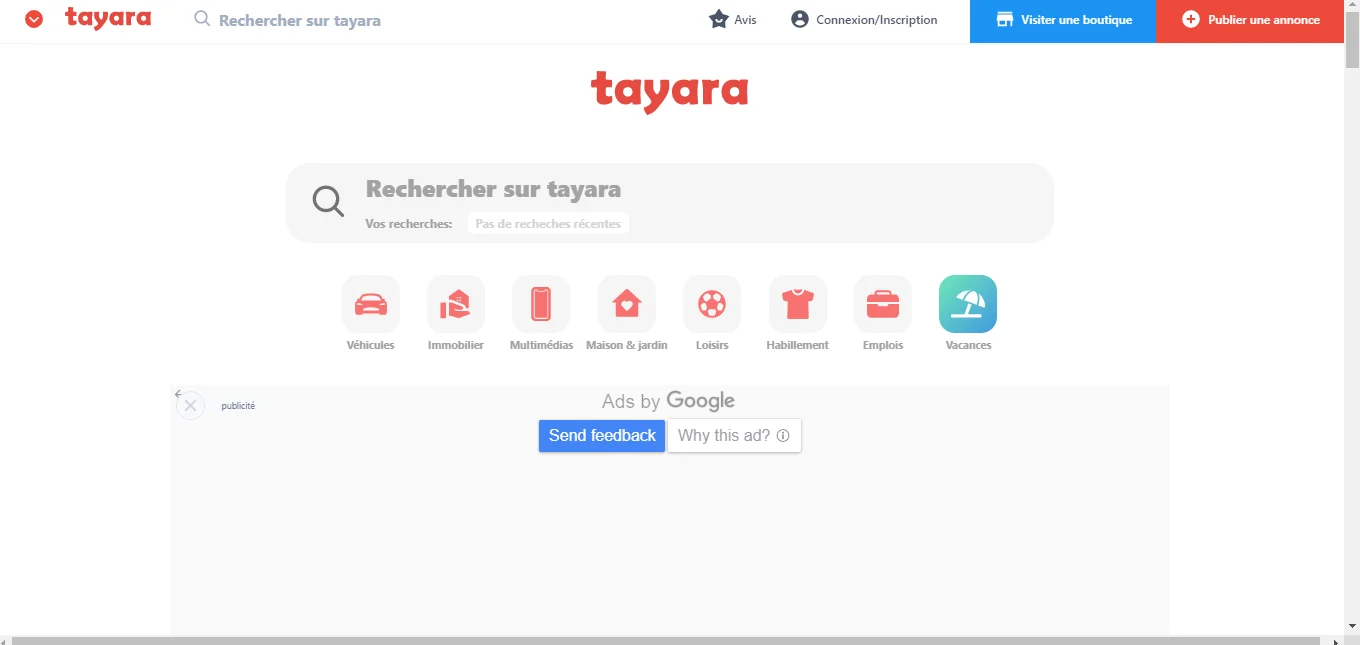 tayara
Rechercher sur tayara
Avis
Connexion/Inscription
Visiter une boutique
Publier une annonce
tayara
Rechercher sur tayara
Vos recherches:
Pas de recheches récentes
Véhicules
Immobilier
Multimédias
Maison & jardin
Loisirs
Habillement
Emplois
Vacances
publicité
Ads by Google
Send feedback
Why this ad?